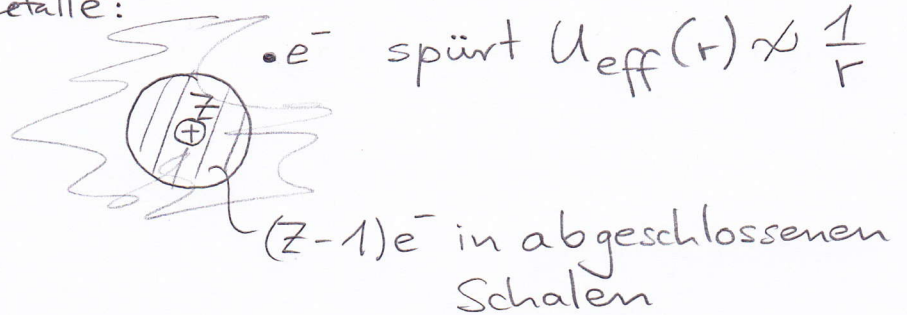 etalle:
• e⁻ spürt U_eff(r) ≁ 1/r
Z
+
(Z-1)e⁻ in abgeschlossenen
Schalen